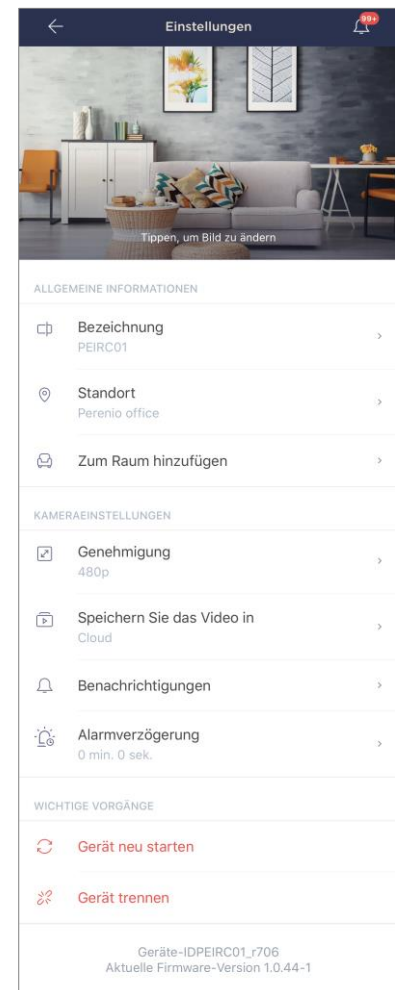 Einstellungen
99+
Tippen, um Bild zu ändern
ALLGEMEINE INFORMATIONEN
Bezeichnung
PEIRC01
Standort
Perenio office
Zum Raum hinzufügen
KAMERAEINSTELLUNGEN
Genehmigung
480p
Speichern Sie das Video in
Cloud
Benachrichtigungen
Alarmverzögerung
0 min. 0 sek.
WICHTIGE VORGÄNGE
Gerät neu starten
Gerät trennen
Geräte-IDPEIRC01_r706
Aktuelle Firmware-Version 1.0.44-1